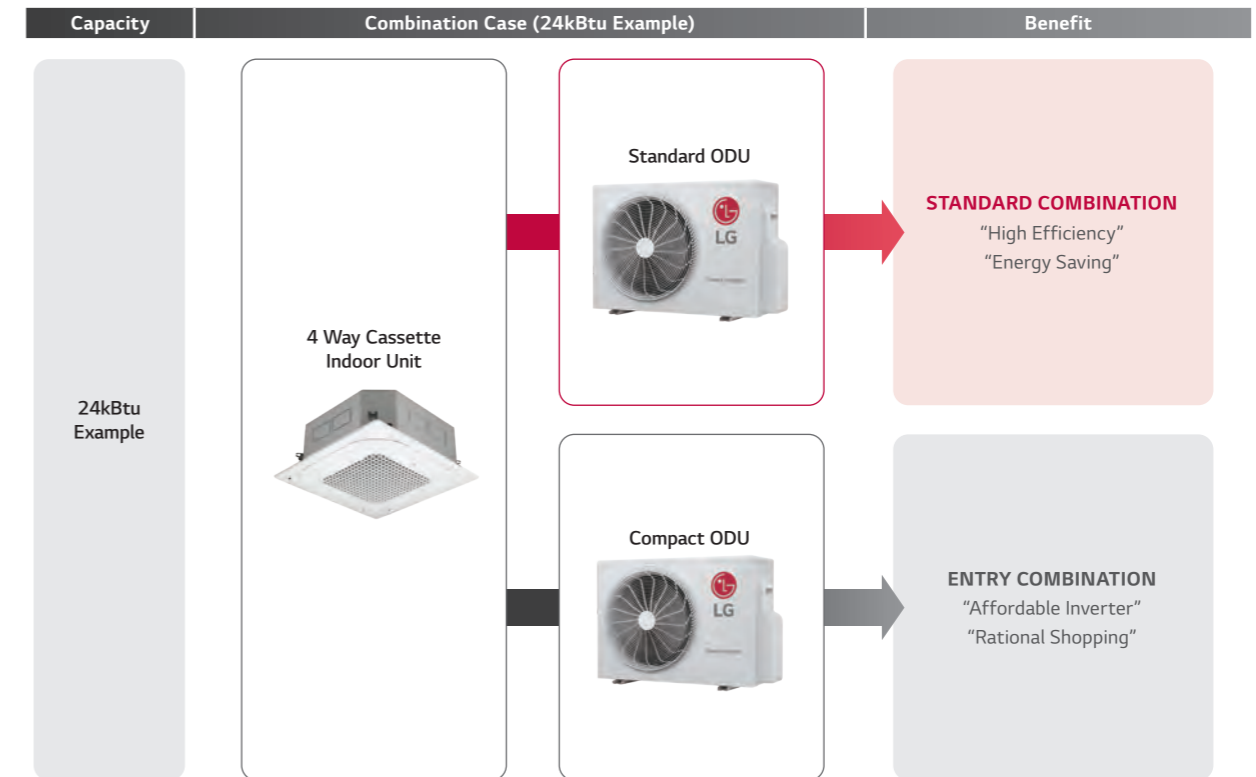 Capacity
Combination Case (24kBtu Example)
Benefit
24kBtu
Example
4 Way Cassette
Indoor Unit
Standard ODU
LG
STANDARD COMBINATION
“High Efficiency”
“Energy Saving”
Compact ODU
LG
ENTRY COMBINATION
“Affordable Inverter”
“Rational Shopping”